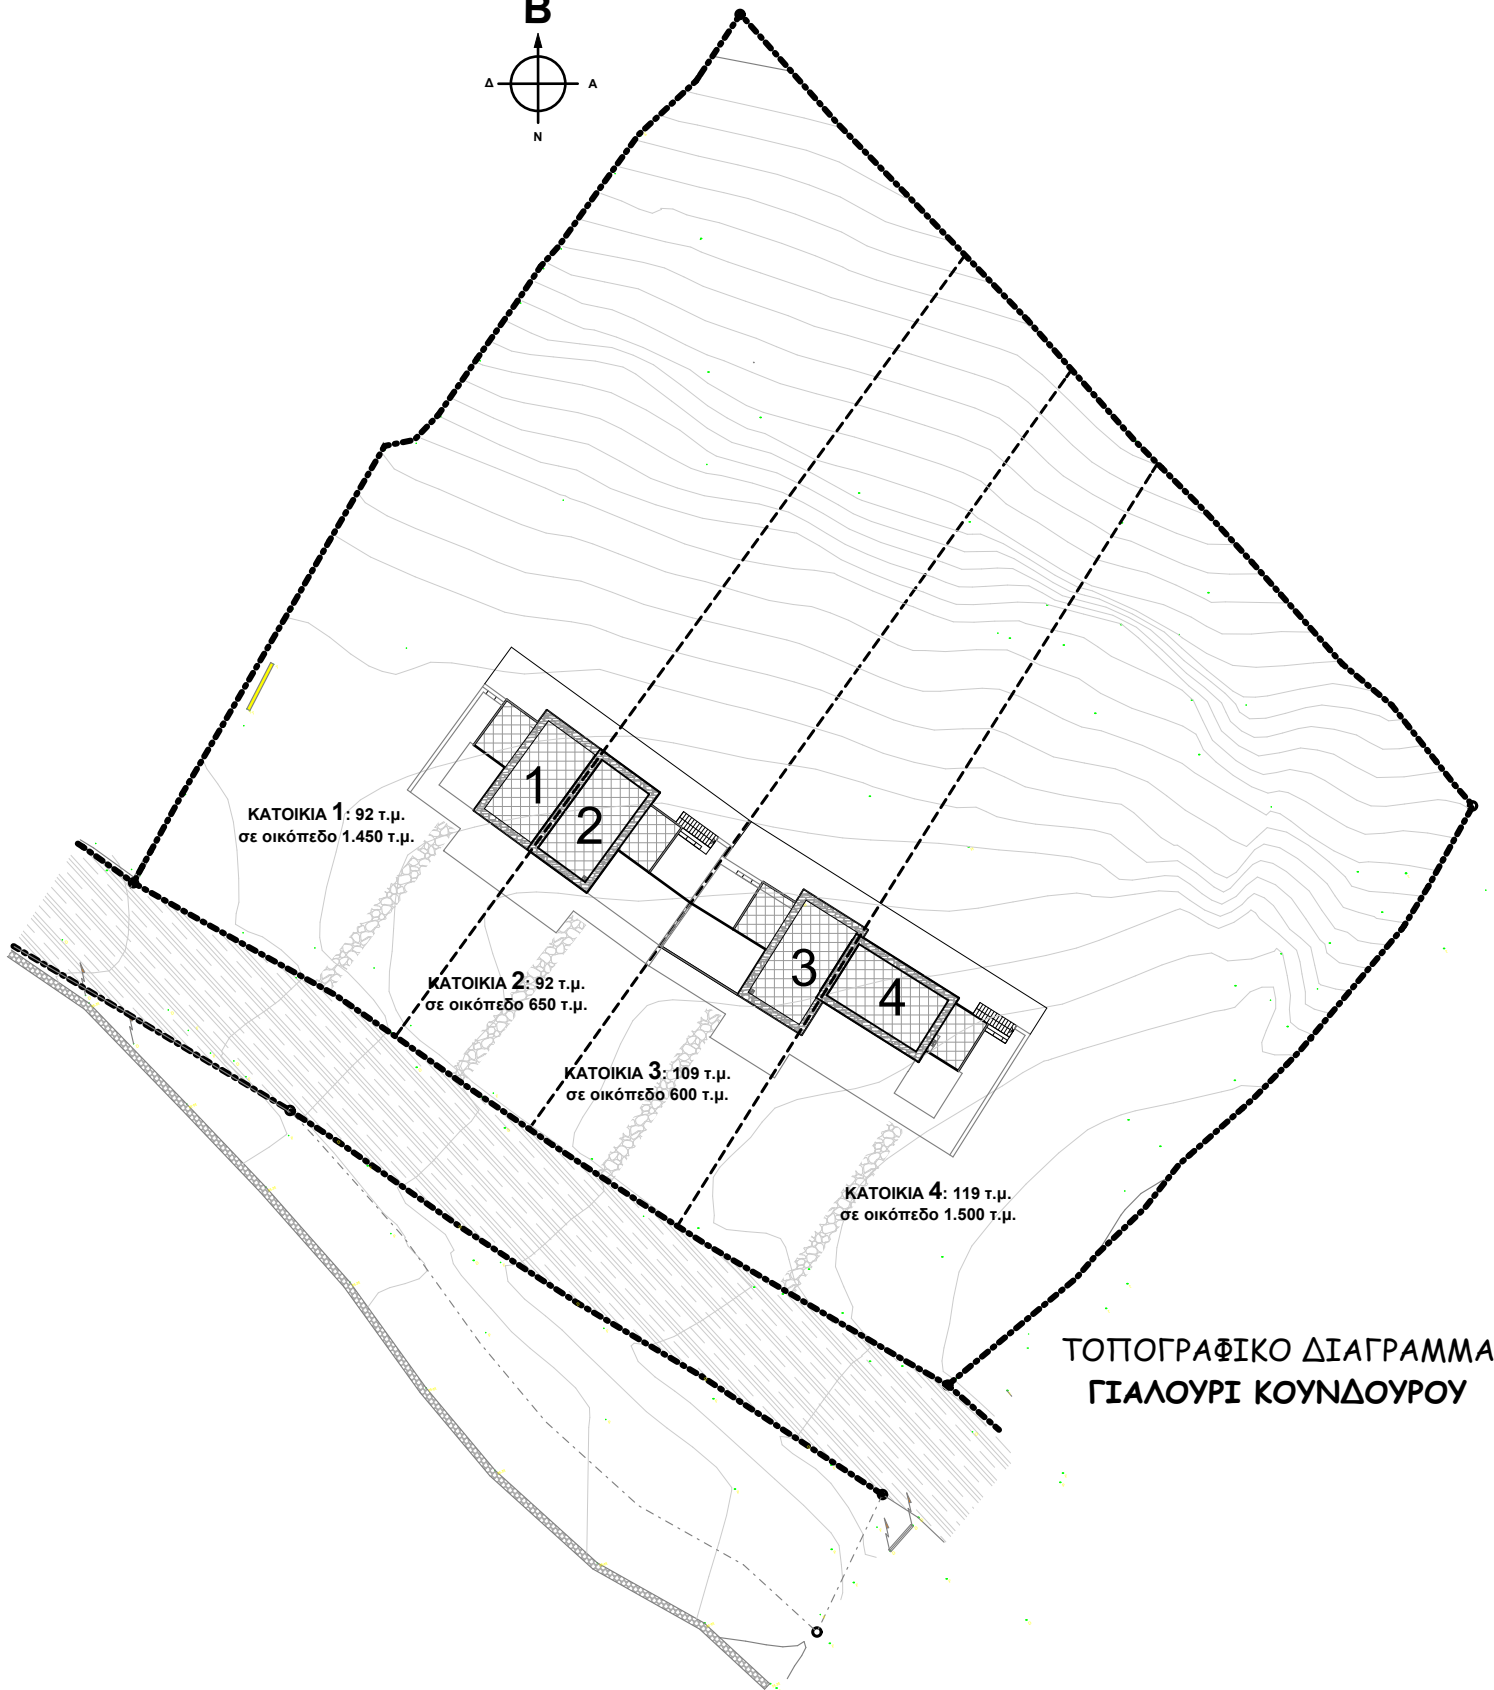 Β
Δ
Α
Ν
1
2
3
4
ΚΑΤΟΙΚΙΑ 1: 92 τ.μ.
σε οικόπεδο 1.450 τ.μ.
ΚΑΤΟΙΚΙΑ 2: 92 τ.μ.
σε οικόπεδο 650 τ.μ.
ΚΑΤΟΙΚΙΑ 3: 109 τ.μ.
σε οικόπεδο 600 τ.μ.
ΚΑΤΟΙΚΙΑ 4: 119 τ.μ.
σε οικόπεδο 1.500 τ.μ.
ΤΟΠΟΓΡΑΦΙΚΟ ΔΙΑΓΡΑΜΜΑ
ΓΙΑΛΟΥΡΙ ΚΟΥΝΔΟΥΡΟΥ